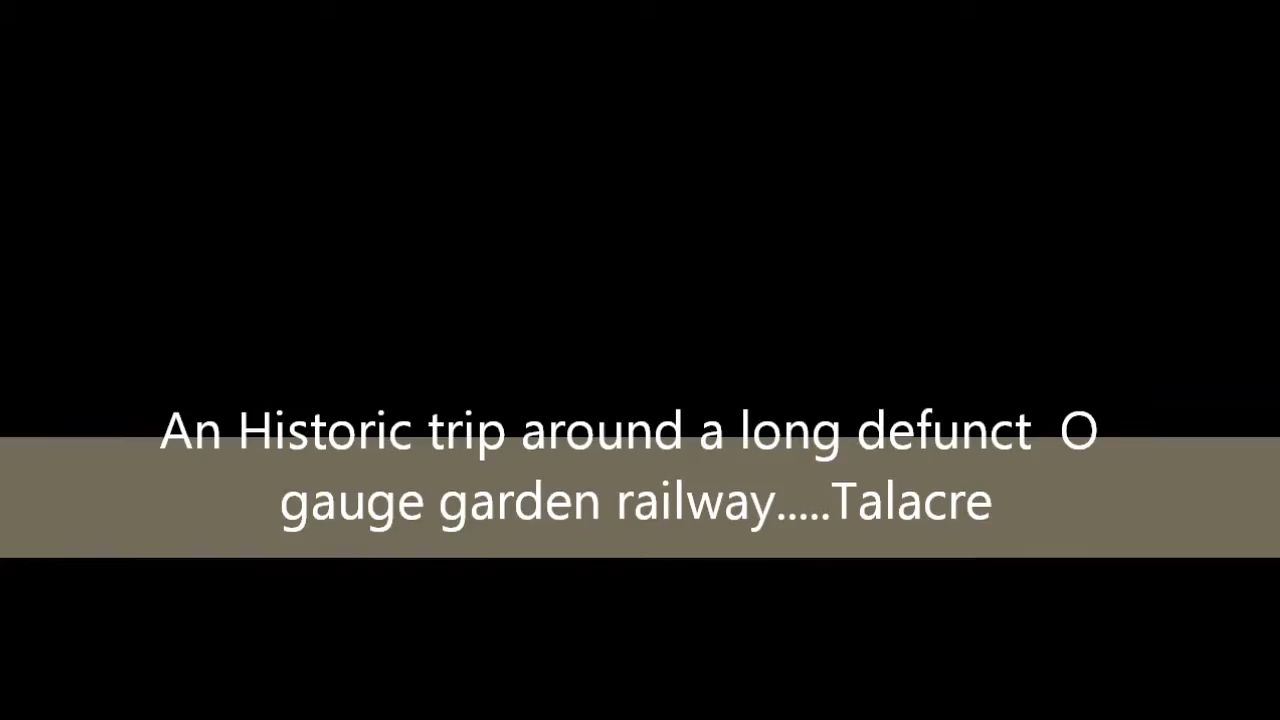 An Historic trip around a long defunct  O
gauge garden railway.....Talacre